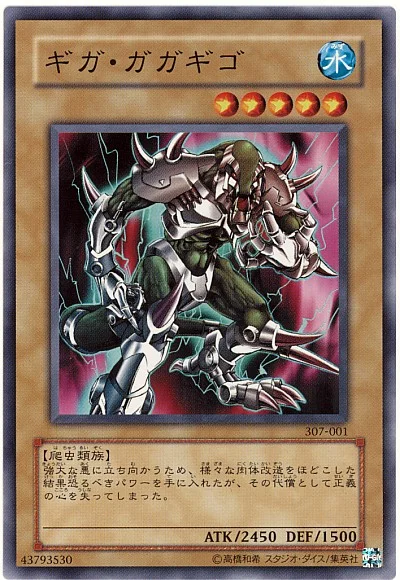 ギガ・ガガギゴ
水
307-001
【爬虫類族】
強大な悪に立ち向かうため、様々な肉体改造をほどこした
結果恐るべきパワーを手に入れたが、その代償として正義
の心を失ってしまった。
ATK/2450 DEF/1500
43793530
©高橋和希 スタジオ・ダイス/集英社